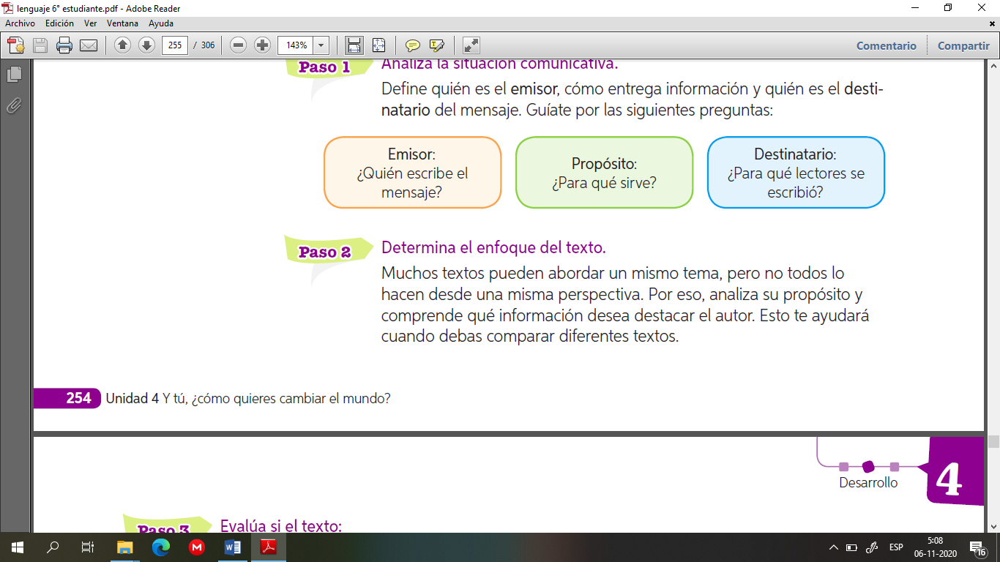 lenguaje 6° estudiante.pdf - Adobe Reader
Archivo Edición Ver Ventana Ayuda
255 / 306 143% Comentario Compartir
Paso 1 Analiza la situación comunicativa.
Define quién es el emisor, cómo entrega información y quién es el desti-
natario del mensaje. Guíate por las siguientes preguntas:
Emisor:
¿Quién escribe el
mensaje?
Propósito:
¿Para qué sirve?
Destinatario:
¿Para qué lectores se
escribió?
Paso 2 Determina el enfoque del texto.
Muchos textos pueden abordar un mismo tema, pero no todos lo
hacen desde una misma perspectiva. Por eso, analiza su propósito y
comprende qué información desea destacar el autor. Esto te ayudará
cuando debas comparar diferentes textos.
254 Unidad 4 Y tú, ¿cómo quieres cambiar el mundo?
4
Desarrollo
Paso 3 Evalúa si el texto:
ESP
5:08
06-11-2020
16